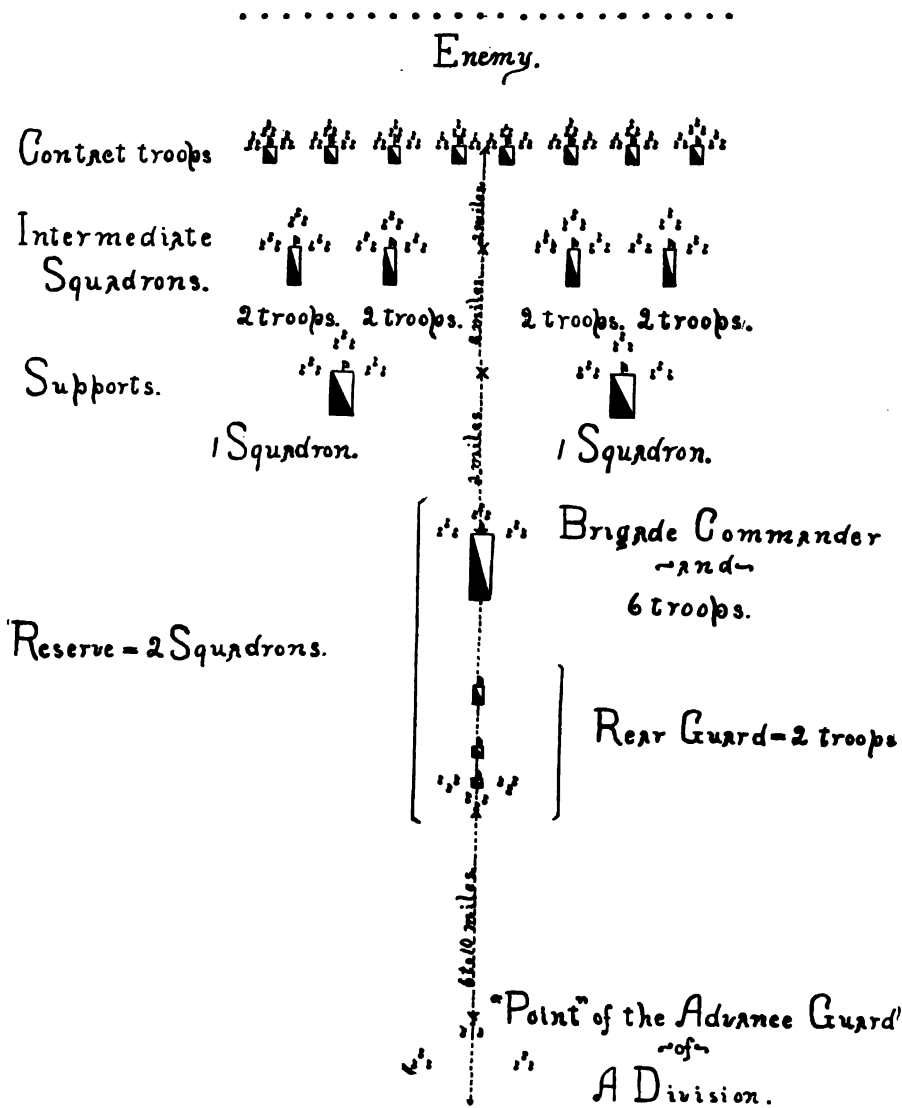 Enemy.
Contact troops
2 miles
Intermediate
Squadrons.
2 troops. 2 troops. 2 troops. 2 troops.
2 miles
Supports.
1 Squadron. 1 Squadron.
2 miles
Brigade Commander
and
6 troops.
Reserve = 2 Squadrons.
Rear Guard = 2 troops
6 to 12 miles
"Point" of the Advance Guard
of
A Division.